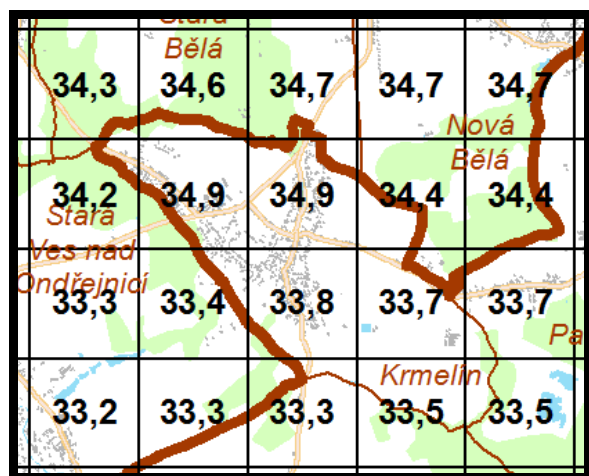 Stará
Bělá
34,3 34,6 34,7 34,7 34,7
Nová
Bělá
34,2 34,9 34,9 34,4 34,4
Stará
Ves nad
Ondřejnicí
33,3 33,4 33,8 33,7 33,7
Pa
Krmelín
33,2 33,3 33,3 33,5 33,5